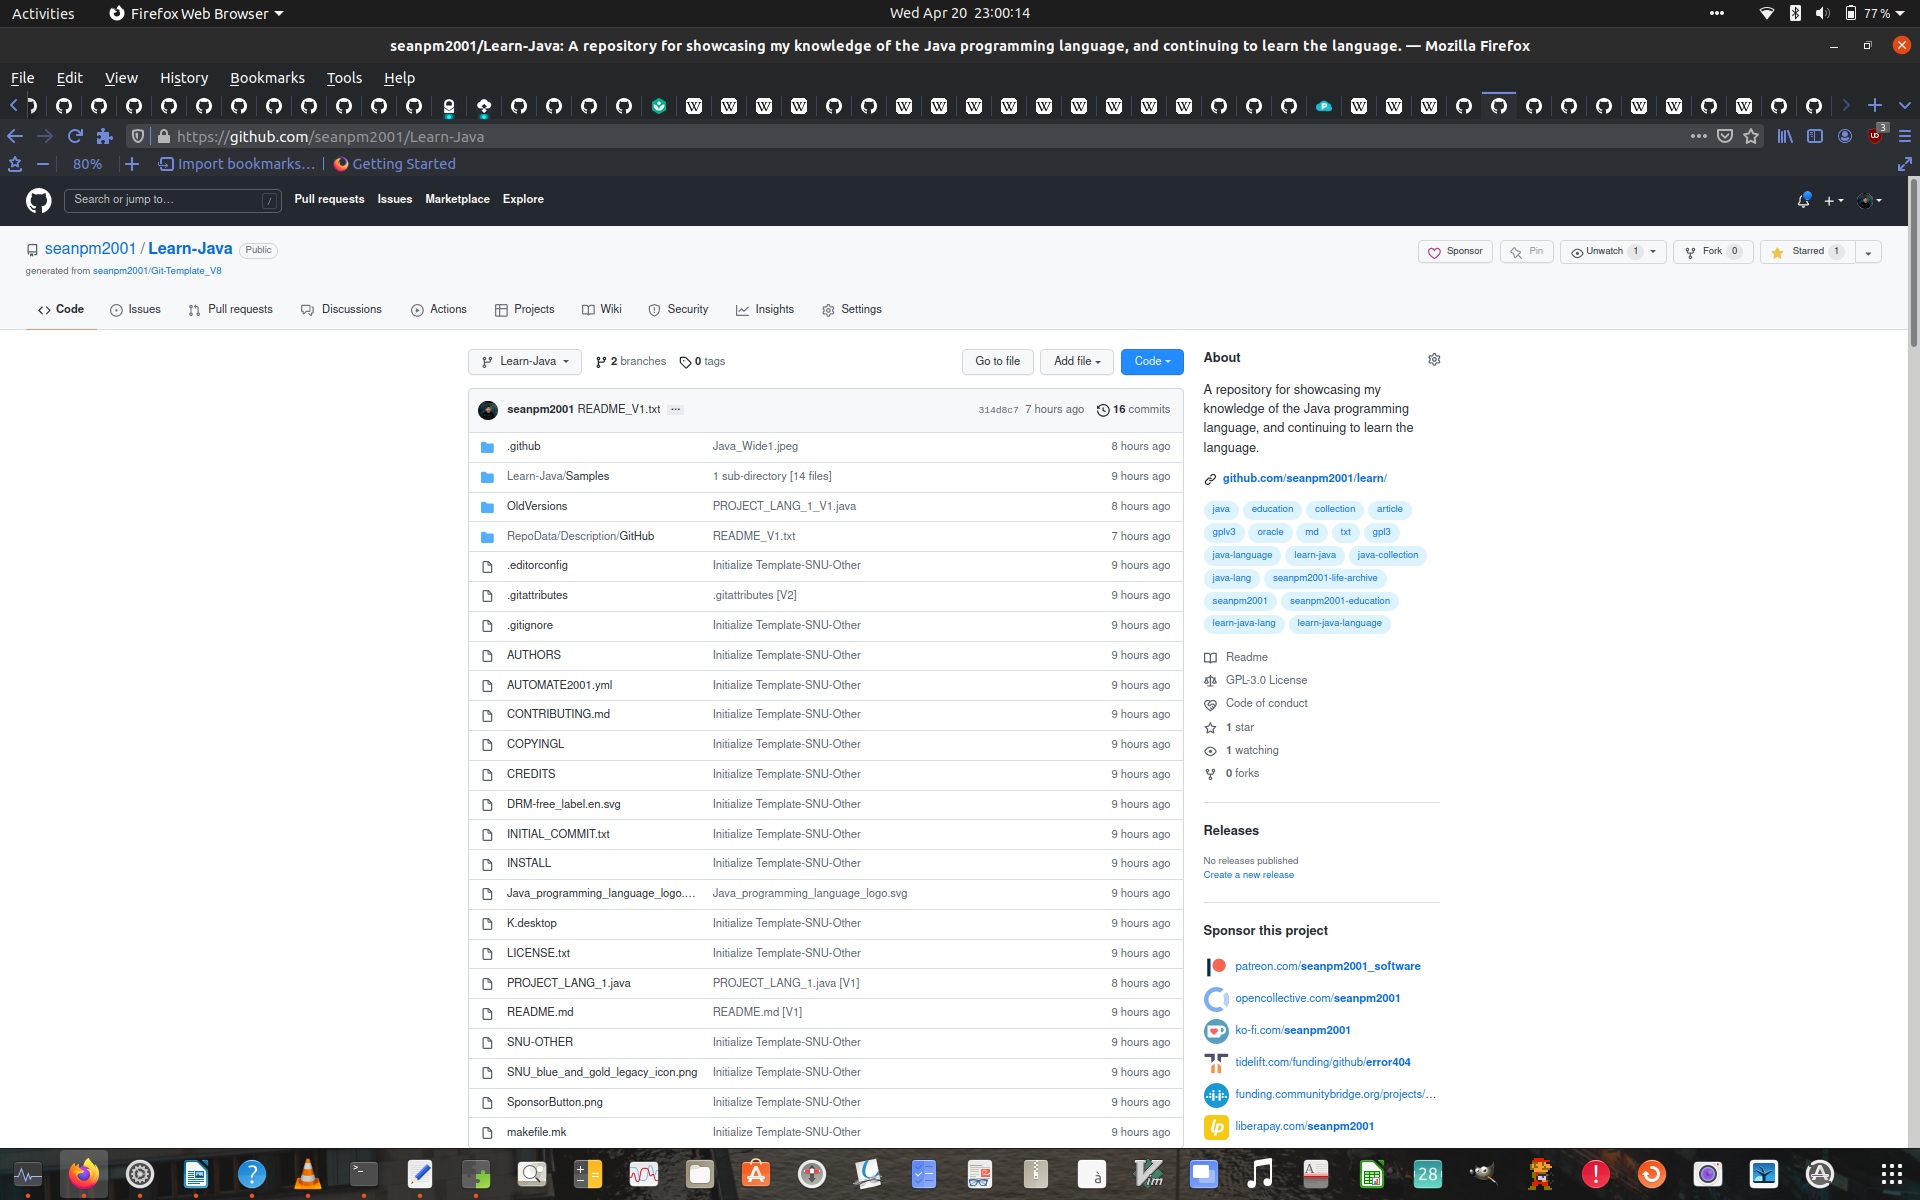 Activities Firefox Web Browser Wed Apr 20 23:00:14 77 %
seanpm2001/Learn-Java: A repository for showcasing my knowledge of the Java programming language, and continuing to learn the language. — Mozilla Firefox
File Edit View History Bookmarks Tools Help
https://github.com/seanpm2001/Learn-Java 3
80% Import bookmarks... Getting Started
Search or jump to... / Pull requests Issues Marketplace Explore
seanpm2001 / Learn-Java Public
generated from seanpm2001/Git-Template_V8
Sponsor Pin Unwatch 1 Fork 0 Starred 1
Code Issues Pull requests Discussions Actions Projects Wiki Security Insights Settings
Learn-Java 2 branches 0 tags Go to file Add file Code
seanpm2001 README_V1.txt ... 314d8c7 7 hours ago 16 commits
.github Java_Wide1.jpeg 8 hours ago
Learn-Java/Samples 1 sub-directory [14 files] 9 hours ago
OldVersions PROJECT_LANG_1_V1.java 8 hours ago
RepoData/Description/GitHub README_V1.txt 7 hours ago
.editorconfig Initialize Template-SNU-Other 9 hours ago
.gitattributes .gitattributes [V2] 9 hours ago
.gitignore Initialize Template-SNU-Other 9 hours ago
AUTHORS Initialize Template-SNU-Other 9 hours ago
AUTOMATE2001.yml Initialize Template-SNU-Other 9 hours ago
CONTRIBUTING.md Initialize Template-SNU-Other 9 hours ago
COPYINGL Initialize Template-SNU-Other 9 hours ago
CREDITS Initialize Template-SNU-Other 9 hours ago
DRM-free_label.en.svg Initialize Template-SNU-Other 9 hours ago
INITIAL_COMMIT.txt Initialize Template-SNU-Other 9 hours ago
INSTALL Initialize Template-SNU-Other 9 hours ago
Java_programming_language_logo.... Java_programming_language_logo.svg 9 hours ago
K.desktop Initialize Template-SNU-Other 9 hours ago
LICENSE.txt Initialize Template-SNU-Other 9 hours ago
PROJECT_LANG_1.java PROJECT_LANG_1.java [V1] 8 hours ago
README.md README.md [V1] 9 hours ago
SNU-OTHER Initialize Template-SNU-Other 9 hours ago
SNU_blue_and_gold_legacy_icon.png Initialize Template-SNU-Other 9 hours ago
SponsorButton.png Initialize Template-SNU-Other 9 hours ago
makefile.mk Initialize Template-SNU-Other 9 hours ago
About
A repository for showcasing my
knowledge of the Java programming
language, and continuing to learn the
language.
github.com/seanpm2001/learn/
java education collection article
gplv3 oracle md txt gpl3
java-language learn-java java-collection
java-lang seanpm2001-life-archive
seanpm2001 seanpm2001-education
learn-java-lang learn-java-language
Readme
GPL-3.0 License
Code of conduct
1 star
1 watching
0 forks
Releases
No releases published
Create a new release
Sponsor this project
patreon.com/seanpm2001_software
opencollective.com/seanpm2001
ko-fi.com/seanpm2001
tidelift.com/funding/github/error404
funding.communitybridge.org/projects/...
liberapay.com/seanpm2001
28